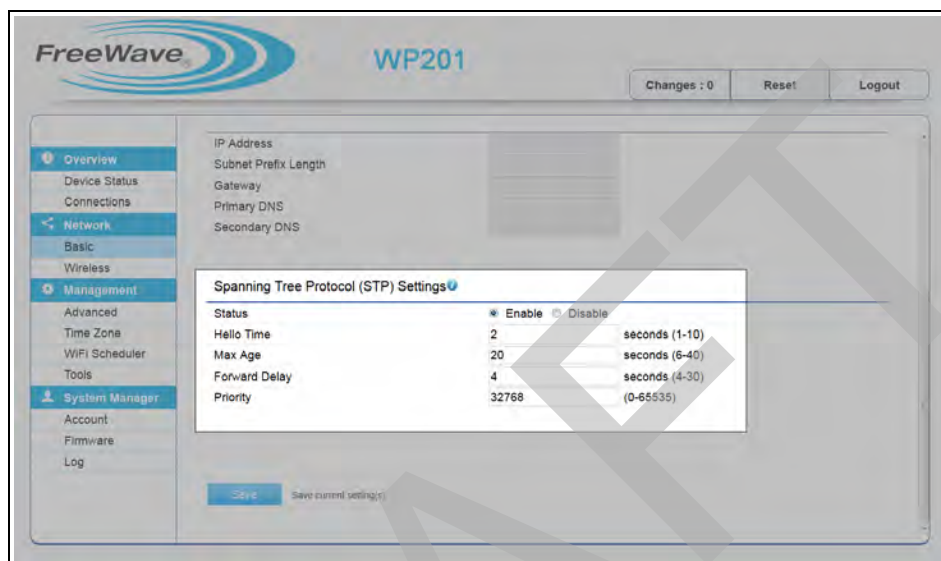 FreeWave®
WP201
Changes : 0 Reset Logout
Overview
Device Status
Connections
Network
Basic
Wireless
Management
Advanced
Time Zone
WiFi Scheduler
Tools
System Manager
Account
Firmware
Log
IP Address
Subnet Prefix Length
Gateway
Primary DNS
Secondary DNS
Spanning Tree Protocol (STP) Settings
Status Enable Disable
Hello Time 2 seconds (1-10)
Max Age 20 seconds (6-40)
Forward Delay 4 seconds (4-30)
Priority 32768 (0-65535)
Save Save current setting(s)